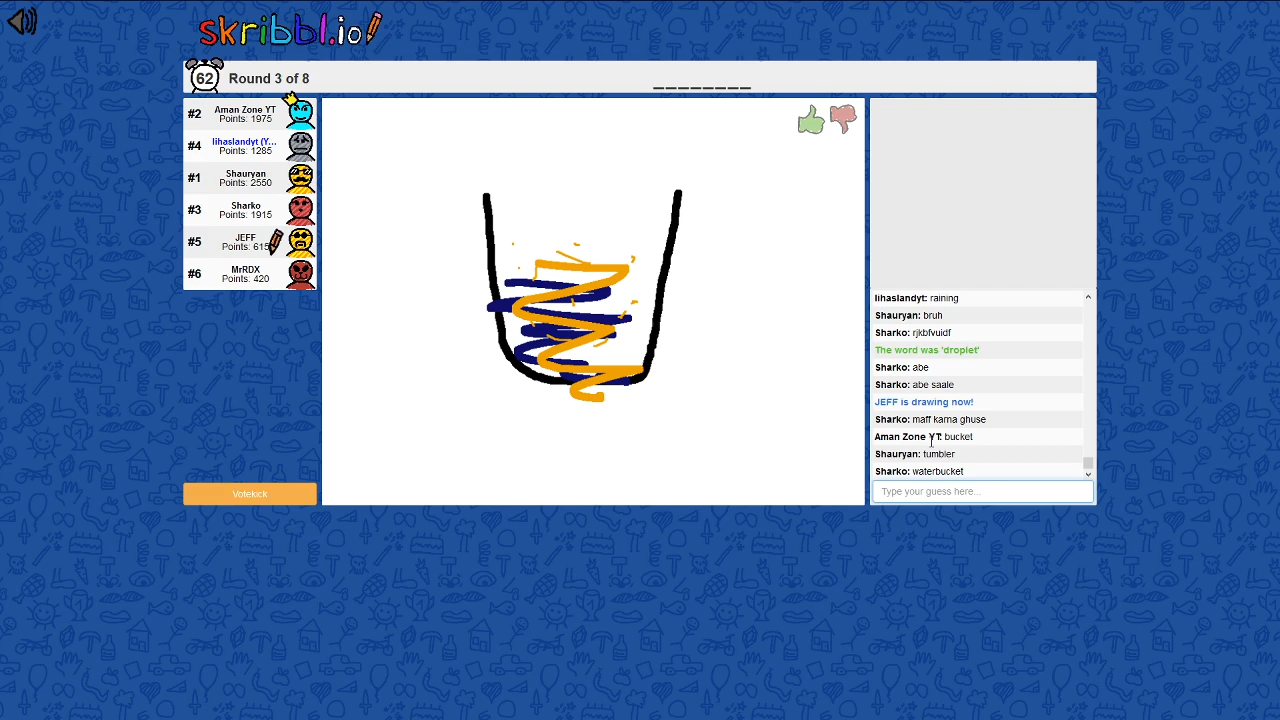 skribbl.io
62
Round 3 of 8
________
#2
Aman Zone YT
Points: 1975
#4
lihaslandyt (Y...
Points: 1285
#1
Shauryan
Points: 2550
#3
Sharko
Points: 1915
#5
JEFF
Points: 615
#6
MrRDX
Points: 420
Votekick
lihaslandyt: raining
Shauryan: bruh
Sharko: rjkbfvuidf
The word was 'droplet'
Sharko: abe
Sharko: abe saale
JEFF is drawing now!
Sharko: maff karna ghuse
Aman Zone YT: bucket
Shauryan: tumbler
Sharko: waterbucket
Type your guess here...